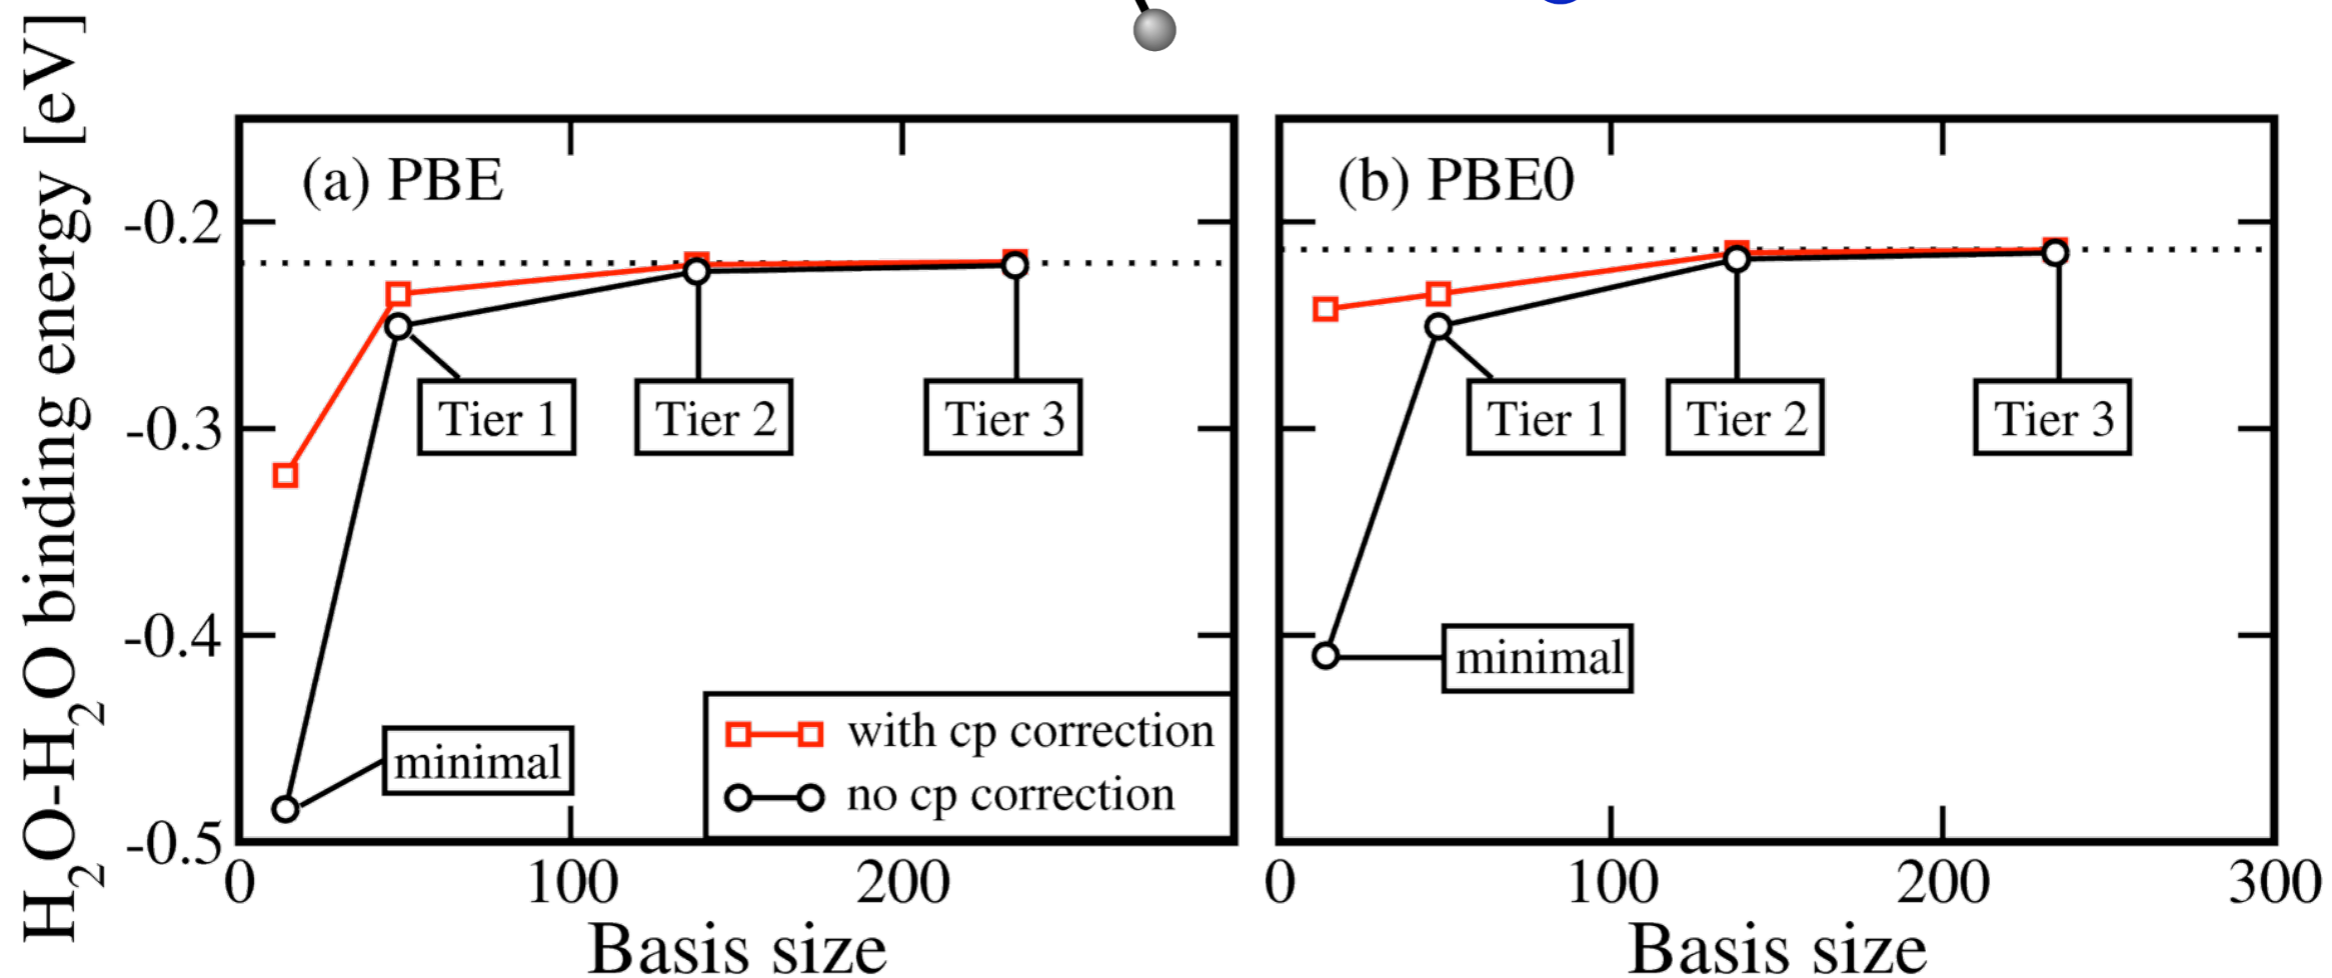 H2O-H2O binding energy [eV]
(a) PBE
-0.2
-0.3
-0.4
-0.5
Tier 1
Tier 2
Tier 3
minimal
with cp correction
no cp correction
0
100
200
Basis size
(b) PBE0
Tier 1
Tier 2
Tier 3
minimal
0
100
200
300
Basis size